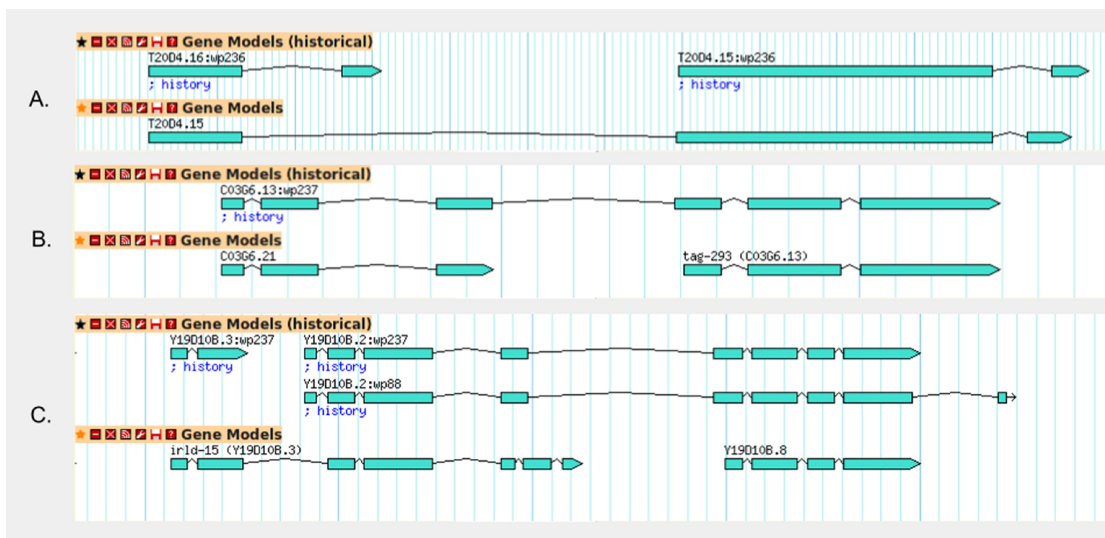 A.
Gene Models (historical)
T20D4.16:wp236 T20D4.15:wp236
; history ; history
Gene Models
T20D4.15
B.
Gene Models (historical)
C03G6.13:wp237
; history
Gene Models
C03G6.21 tag-293 (C03G6.13)
C.
Gene Models (historical)
Y19D10B.3:wp237 Y19D10B.2:wp237
; history ; history
Y19D10B.2:wp88
; history
Gene Models
irld-15 (Y19D10B.3) Y19D10B.8